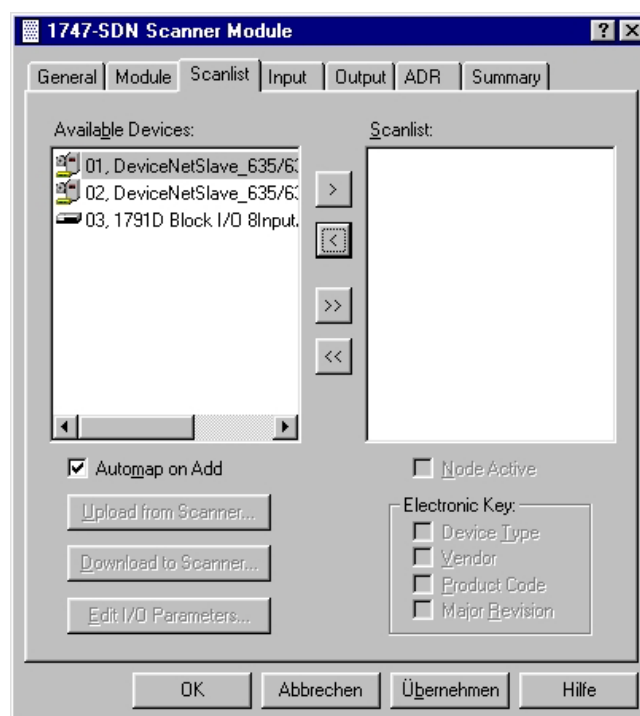 1747-SDN Scanner Module
General Module Scanlist Input Output ADR Summary
Available Devices:
Scanlist:
01, DeviceNetSlave_635/63
02, DeviceNetSlave_635/63
03, 1791D Block I/O 8Input.
>
<
>>
<<
Automap on Add
Node Active
Upload from Scanner...
Download to Scanner...
Edit I/O Parameters...
Electronic Key:
Device Type
Vendor
Product Code
Major Revision
OK Abbrechen Übernehmen Hilfe